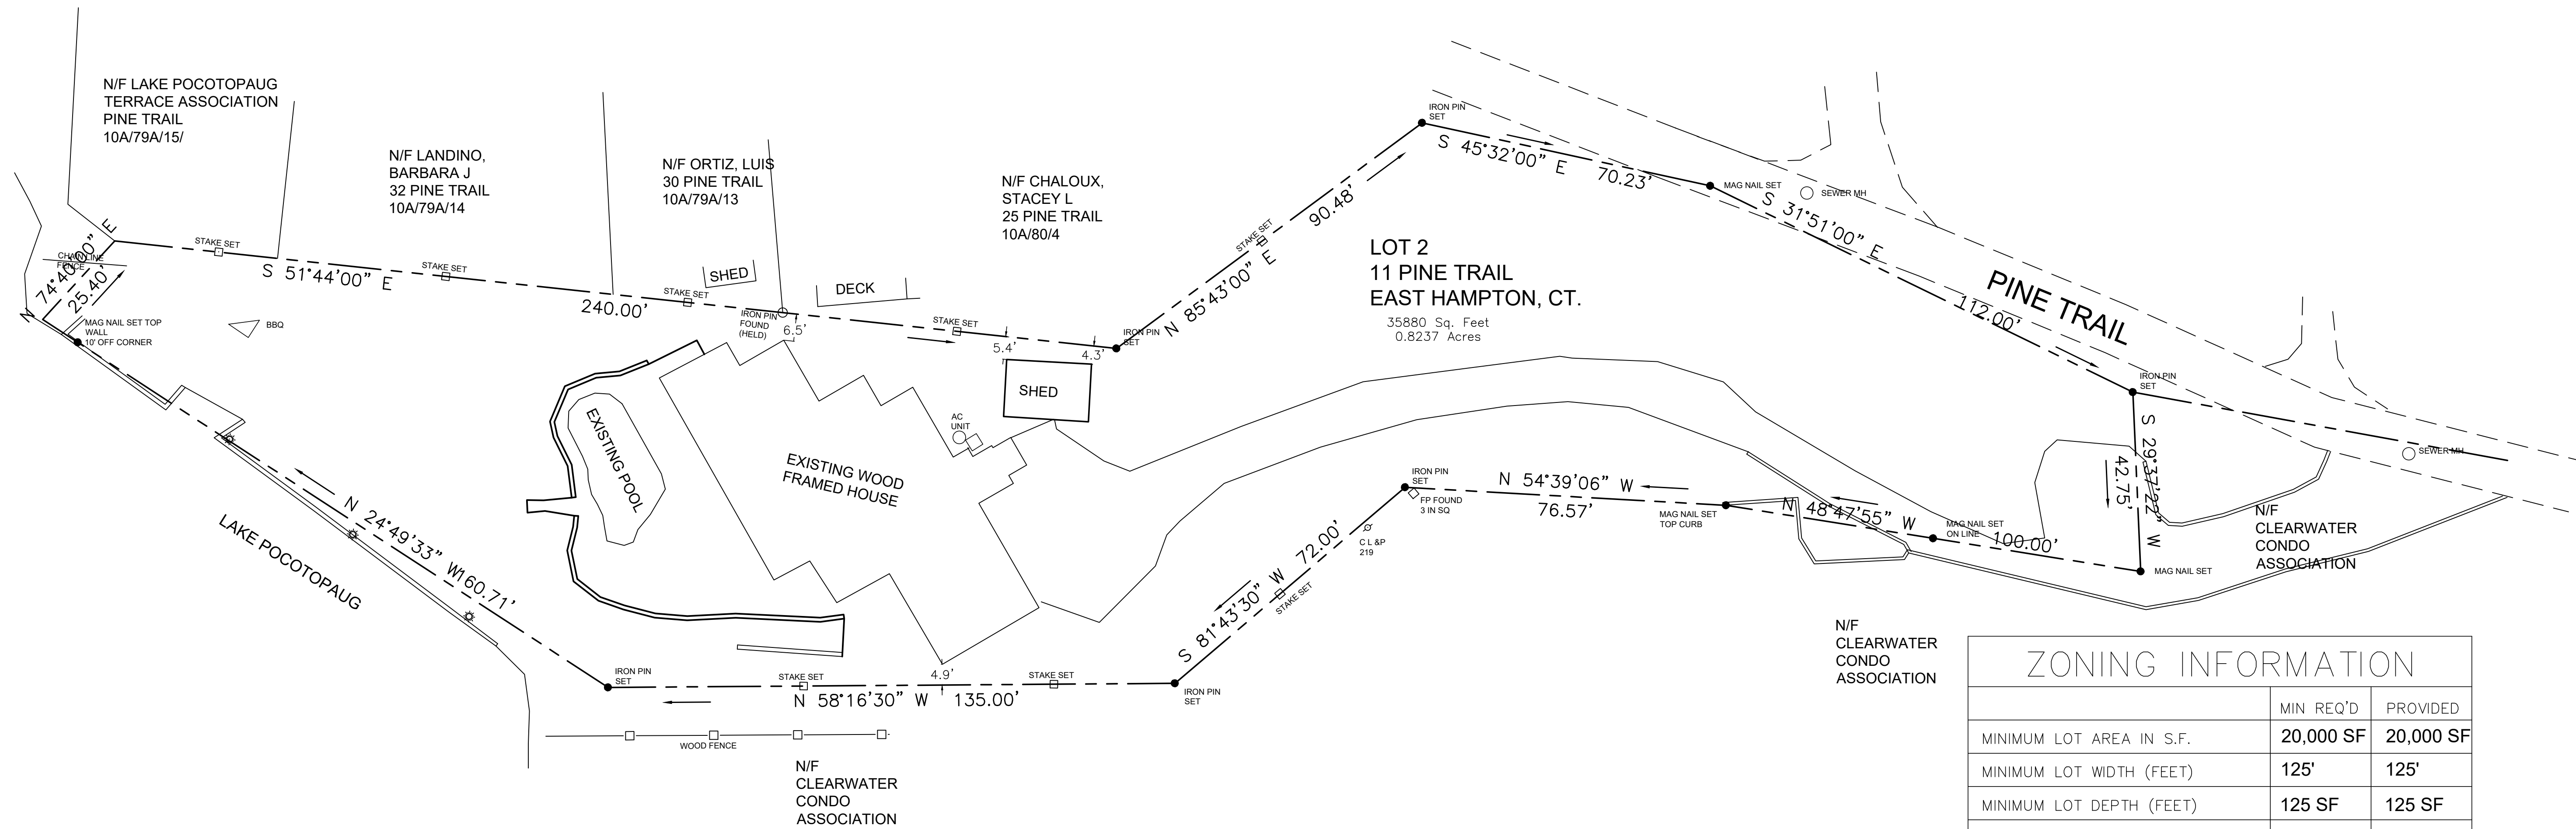 N/F LAKE POCOTOPAUG
TERRACE ASSOCIATION
PINE TRAIL
10A/79A/15/
N/F LANDINO,
BARBARA J
32 PINE TRAIL
10A/79A/14
N/F ORTIZ, LUIS
30 PINE TRAIL
10A/79A/13
N/F CHALOUX,
STACEY L
25 PINE TRAIL
10A/80/4
IRON PIN
SET
S 45°32'00" E 70.23'
MAG NAIL SET
SEWER MH
S 31°51'00" E
112.00'
PINE TRAIL
LOT 2
11 PINE TRAIL
EAST HAMPTON, CT.
35880 Sq. Feet
0.8237 Acres
STAKE SET
90.48'
N 85°43'00" E
N 74°40'00" E
25.40'
CHAIN LINE
FENCE
STAKE SET
S 51°44'00" E
STAKE SET
240.00'
SHED
STAKE SET
DECK
IRON PIN
FOUND
(HELD)
6.5'
STAKE SET
5.4'
4.3'
IRON PIN
SET
MAG NAIL SET TOP
WALL
10' OFF CORNER
BBQ
SHED
AC
UNIT
EXISTING POOL
EXISTING WOOD
FRAMED HOUSE
IRON PIN
SET
S 29°37'22" W
42.75'
SEWER MH
IRON PIN
SET
FP FOUND
3 IN SQ
N 54°39'06" W
76.57'
MAG NAIL SET
TOP CURB
N 48°47'55" W
100.00'
MAG NAIL SET
ON LINE
MAG NAIL SET
N/F
CLEARWATER
CONDO
ASSOCIATION
C L &P
219
S 81°43'30" W 72.00'
STAKE SET
N 24°49'33" W
160.71'
LAKE POCOTOPAUG
IRON PIN
SET
STAKE SET
4.9'
STAKE SET
N 58°16'30" W 135.00'
IRON PIN
SET
WOOD FENCE
N/F
CLEARWATER
CONDO
ASSOCIATION
N/F
CLEARWATER
CONDO
ASSOCIATION
ZONING INFORMATION
MIN REQ'D PROVIDED
MINIMUM LOT AREA IN S.F. 20,000 SF 20,000 SF
MINIMUM LOT WIDTH (FEET) 125' 125'
MINIMUM LOT DEPTH (FEET) 125 SF 125 SF